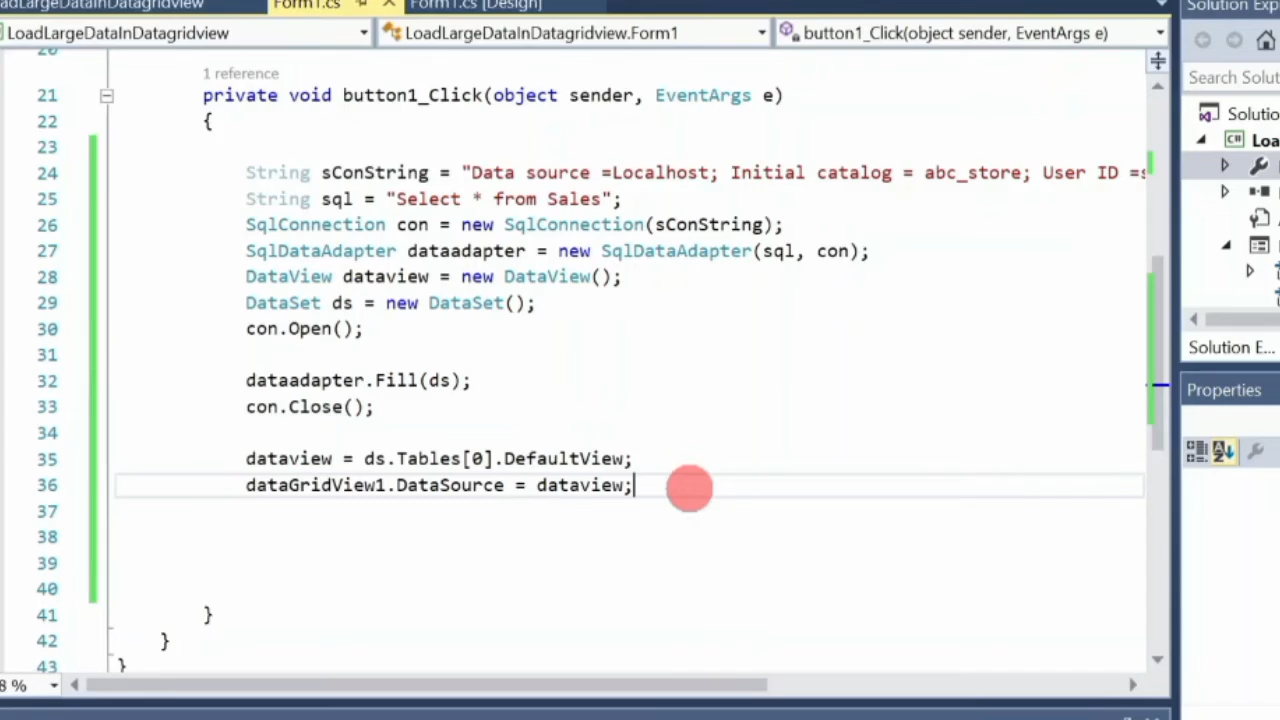 LoadLargeDataInDatagridview Form1.cs Form1.cs [Design] Solution Exp
LoadLargeDataInDatagridview LoadLargeDataInDatagridview.Form1 button1_Click(object sender, EventArgs e)
20
1 reference
21 private void button1_Click(object sender, EventArgs e)
22 {
23
24 String sConString = "Data source =Localhost; Initial catalog = abc_store; User ID =s
25 String sql = "Select * from Sales";
26 SqlConnection con = new SqlConnection(sConString);
27 SqlDataAdapter dataadapter = new SqlDataAdapter(sql, con);
28 DataView dataview = new DataView();
29 DataSet ds = new DataSet();
30 con.Open();
31
32 dataadapter.Fill(ds);
33 con.Close();
34
35 dataview = ds.Tables[0].DefaultView;
36 dataGridView1.DataSource = dataview;
37
38
39
40
41 }
42 }
43 }
8 %
Search Solut
Solutio
C# Loa
Solution E...
Properties